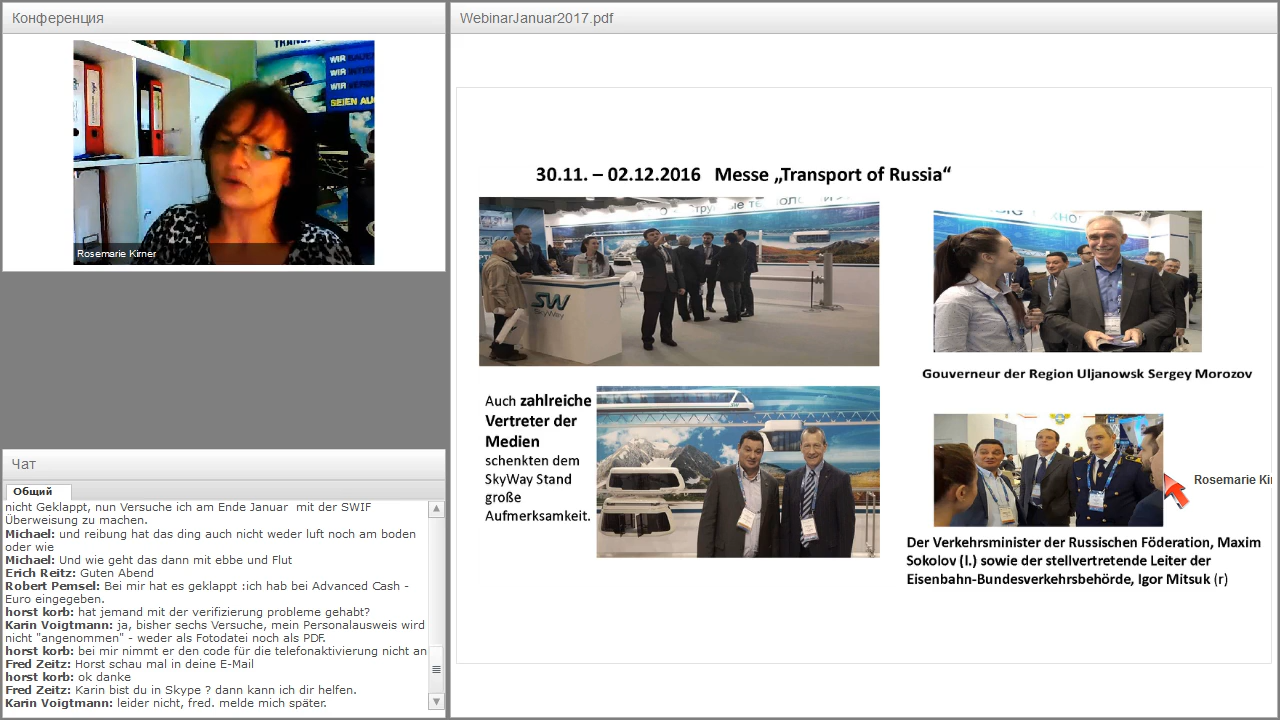 Конференция
WebinarJanuar2017.pdf
WIR
WIR
WIR
Rosemarie Kirner
30.11. – 02.12.2016 Messe „Transport of Russia“
SW
SkyWay
Gouverneur der Region Uljanowsk Sergey Morozov
Auch zahlreiche
Vertreter der
Medien
schenkten dem
SkyWay Stand
große
Aufmerksamkeit.
Rosemarie Ki
Der Verkehrsminister der Russischen Föderation, Maxim
Sokolov (l.) sowie der stellvertretende Leiter der
Eisenbahn-Bundesverkehrsbehörde, Igor Mitsuk (r)
Чат
Общий
nicht Geklappt, nun Versuche ich am Ende Januar mit der SWIF
Überweisung zu machen.
Michael: und reibung hat das ding auch nicht weder luft noch am boden
oder wie
Michael: Und wie geht das dann mit ebbe und Flut
Erich Reitz: Guten Abend
Robert Pemsel: Bei mir hat es geklappt :ich hab bei Advanced Cash -
Euro eingegeben.
horst korb: hat jemand mit der verifizierung probleme gehabt?
Karin Voigtmann: ja, bisher sechs Versuche, mein Personalausweis wird
nicht "angenommen" - weder als Fotodatei noch als PDF.
horst korb: bei mir nimmt er den code für die telefonaktivierung nicht an
Fred Zeitz: Horst schau mal in deine E-Mail
horst korb: ok danke
Fred Zeitz: Karin bist du in Skype ? dann kann ich dir helfen.
Karin Voigtmann: leider nicht, fred. melde mich später.